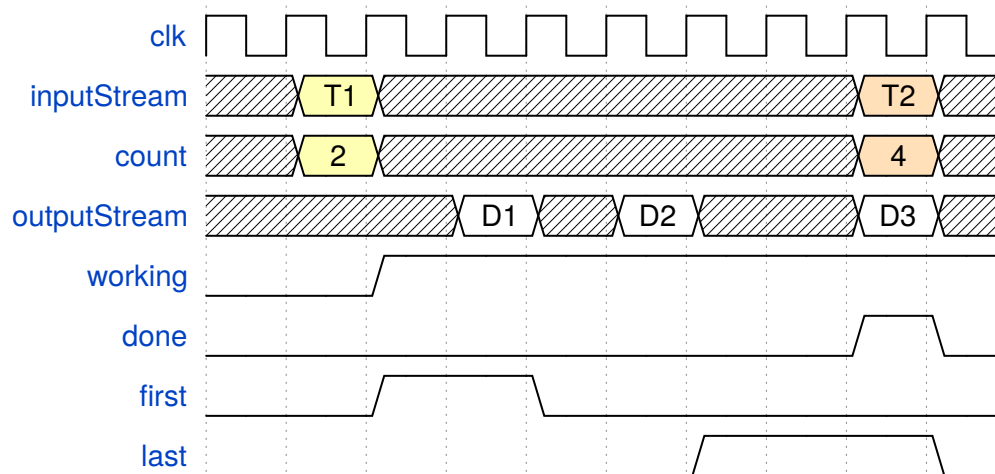 clk
inputStream T1 T2
count 2 4
outputStream D1 D2 D3
working
done
first
last